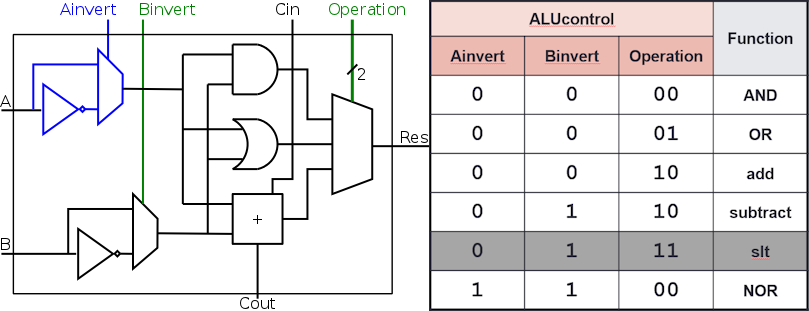 Ainvert Binvert Cin Operation
2
A
Res
+
B
Cout
ALUcontrol Function
Ainvert Binvert Operation
0 0 00 AND
0 0 01 OR
0 0 10 add
0 1 10 subtract
0 1 11 slt
1 1 00 NOR